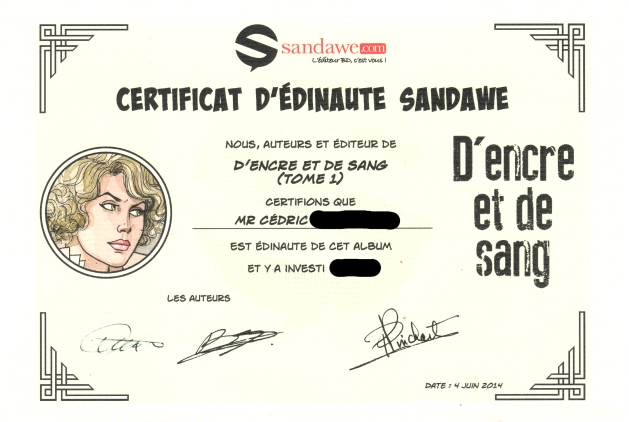 sandawe.com
L'éditeur BD, c'est vous !
CERTIFICAT D'ÉDINAUTE SANDAWE
NOUS, AUTEURS ET ÉDITEUR DE
D'ENCRE ET DE SANG
(TOME 1)
CERTIFIONS QUE
MR CÉDRIC
EST ÉDINAUTE DE CET ALBUM
ET Y A INVESTI
D'encre
et de
sang
LES AUTEURS
DATE : 4 JUIN 2014